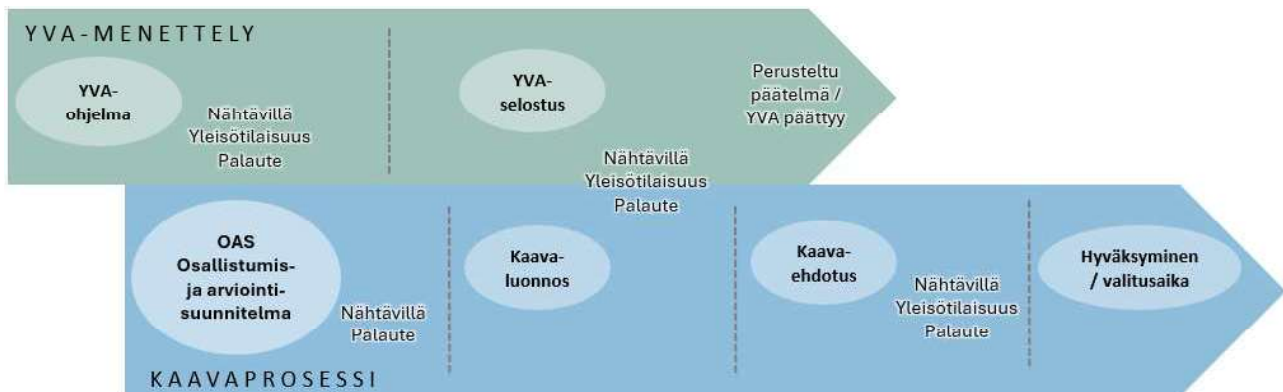 YVA-MENETTELY
YVA-
ohjelma
Nähtävillä
Yleisötilaisuus
Palaute
YVA-
selostus
Perusteltu
päätelmä /
YVA päättyy
Nähtävillä
Yleisötilaisuus
Palaute
OAS
Osallistumis-
ja arviointi-
suunnitelma
Nähtävillä
Palaute
Kaava-
luonnos
Kaava-
ehdotus
Nähtävillä
Yleisötilaisuus
Palaute
Hyväksyminen
/ valitusaika
KAAVAPROSESSI